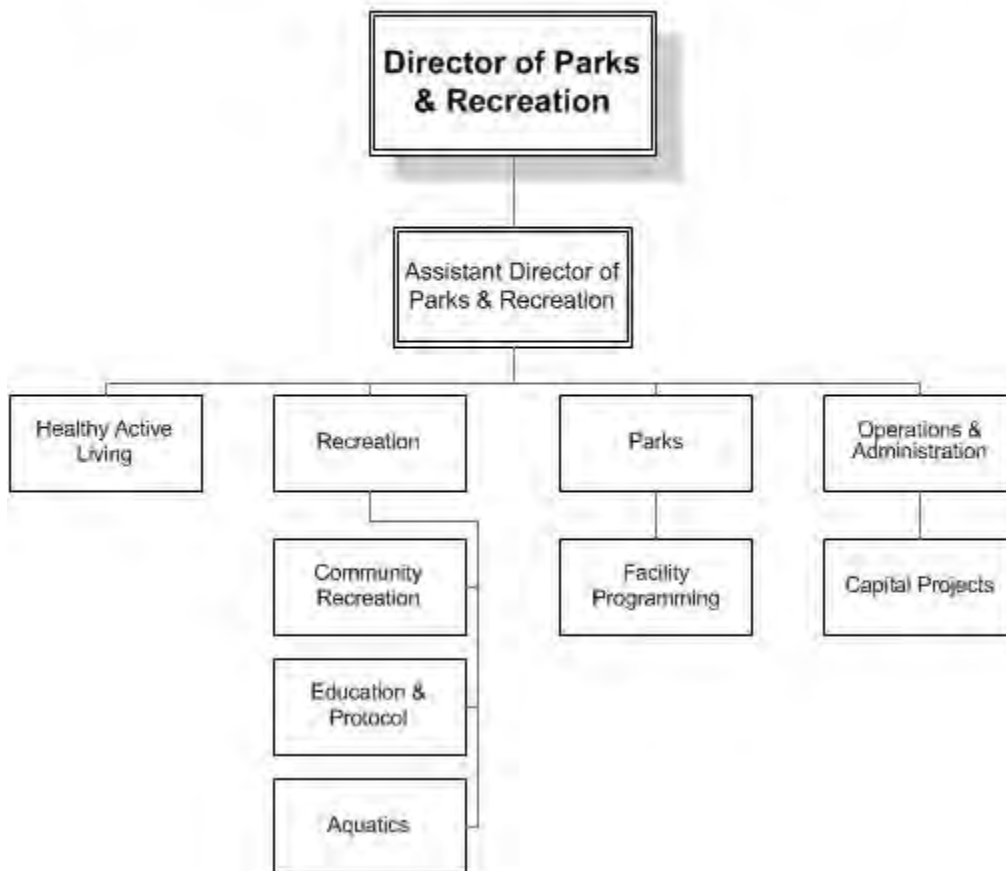 Director of Parks
& Recreation
Assistant Director of
Parks & Recreation
Healthy Active
Living
Recreation
Parks
Operations &
Administration
Community
Recreation
Facility
Programming
Capital Projects
Education &
Protocol
Aquatics